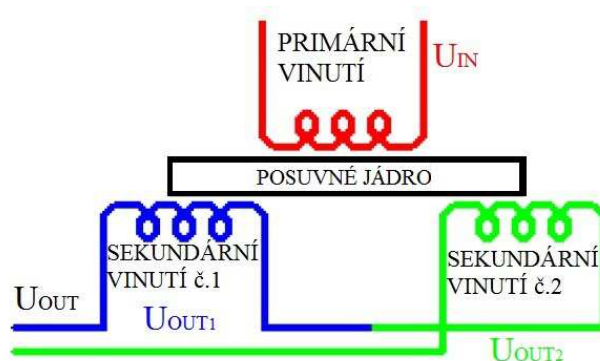 PRIMÁRNÍ
VINUTÍ
UIN
POSUVNÉ JÁDRO
SEKUNDÁRNÍ
VINUTÍ č.1
SEKUNDÁRNÍ
VINUTÍ č.2
UOUT
UOUT1
UOUT2